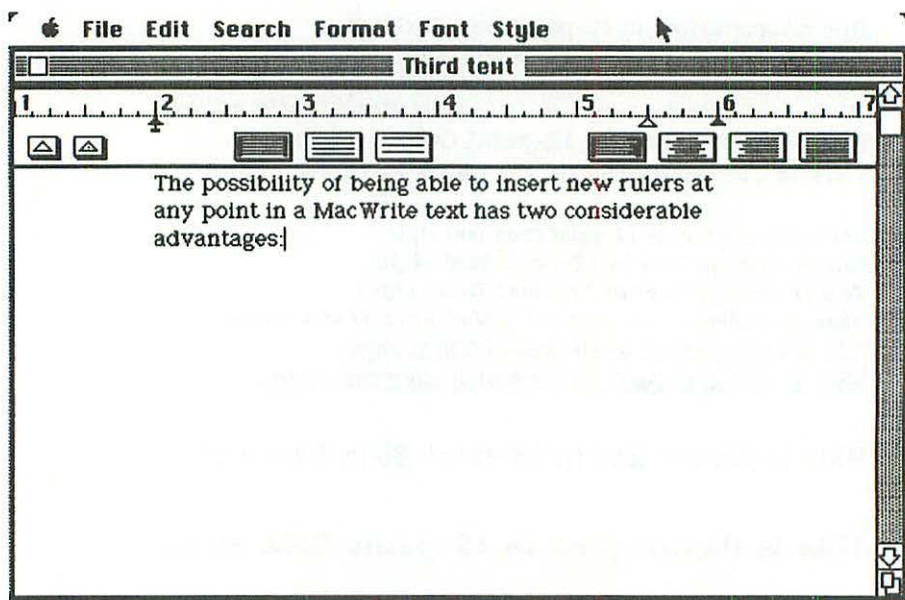 File Edit Search Format Font Style
Third text
1 2 3 4 5 6 7
The possibility of being able to insert new rulers at
any point in a MacWrite text has two considerable
advantages: